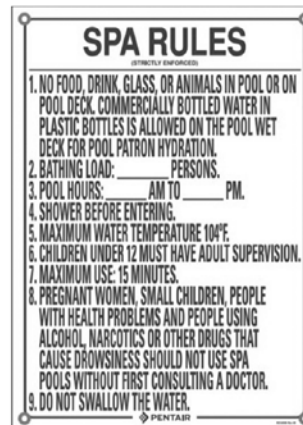 SPA RULES
(STRICTLY ENFORCED)
1. NO FOOD, DRINK, GLASS, OR ANIMALS IN POOL OR ON
POOL DECK. COMMERCIALLY BOTTLED WATER IN
PLASTIC BOTTLES IS ALLOWED ON THE POOL WET
DECK FOR POOL PATRON HYDRATION.
2. BATHING LOAD: ______ PERSONS.
3. POOL HOURS: _____ AM TO _____ PM.
4. SHOWER BEFORE ENTERING.
5. MAXIMUM WATER TEMPERATURE 104°F.
6. CHILDREN UNDER 12 MUST HAVE ADULT SUPERVISION.
7. MAXIMUM USE: 15 MINUTES.
8. PREGNANT WOMEN, SMALL CHILDREN, PEOPLE
WITH HEALTH PROBLEMS AND PEOPLE USING
ALCOHOL, NARCOTICS OR OTHER DRUGS THAT
CAUSE DROWSINESS SHOULD NOT USE SPA
POOLS WITHOUT FIRST CONSULTING A DOCTOR.
9. DO NOT SWALLOW THE WATER.
PENTAIR